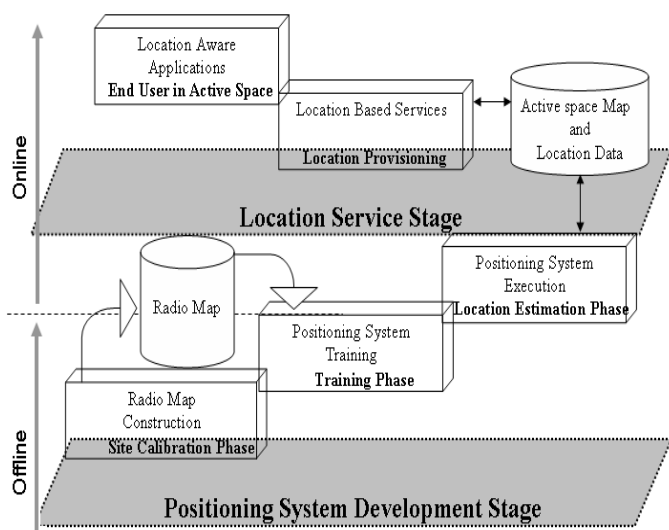 Online
Location Aware
Applications
End User in Active Space
Location Based Services
Location Provisioning
Active space Map
and
Location Data
Location Service Stage
Positioning System
Execution
Location Estimation Phase
Radio Map
Positioning System
Training
Training Phase
Offline
Radio Map
Construction
Site Calibration Phase
Positioning System Development Stage